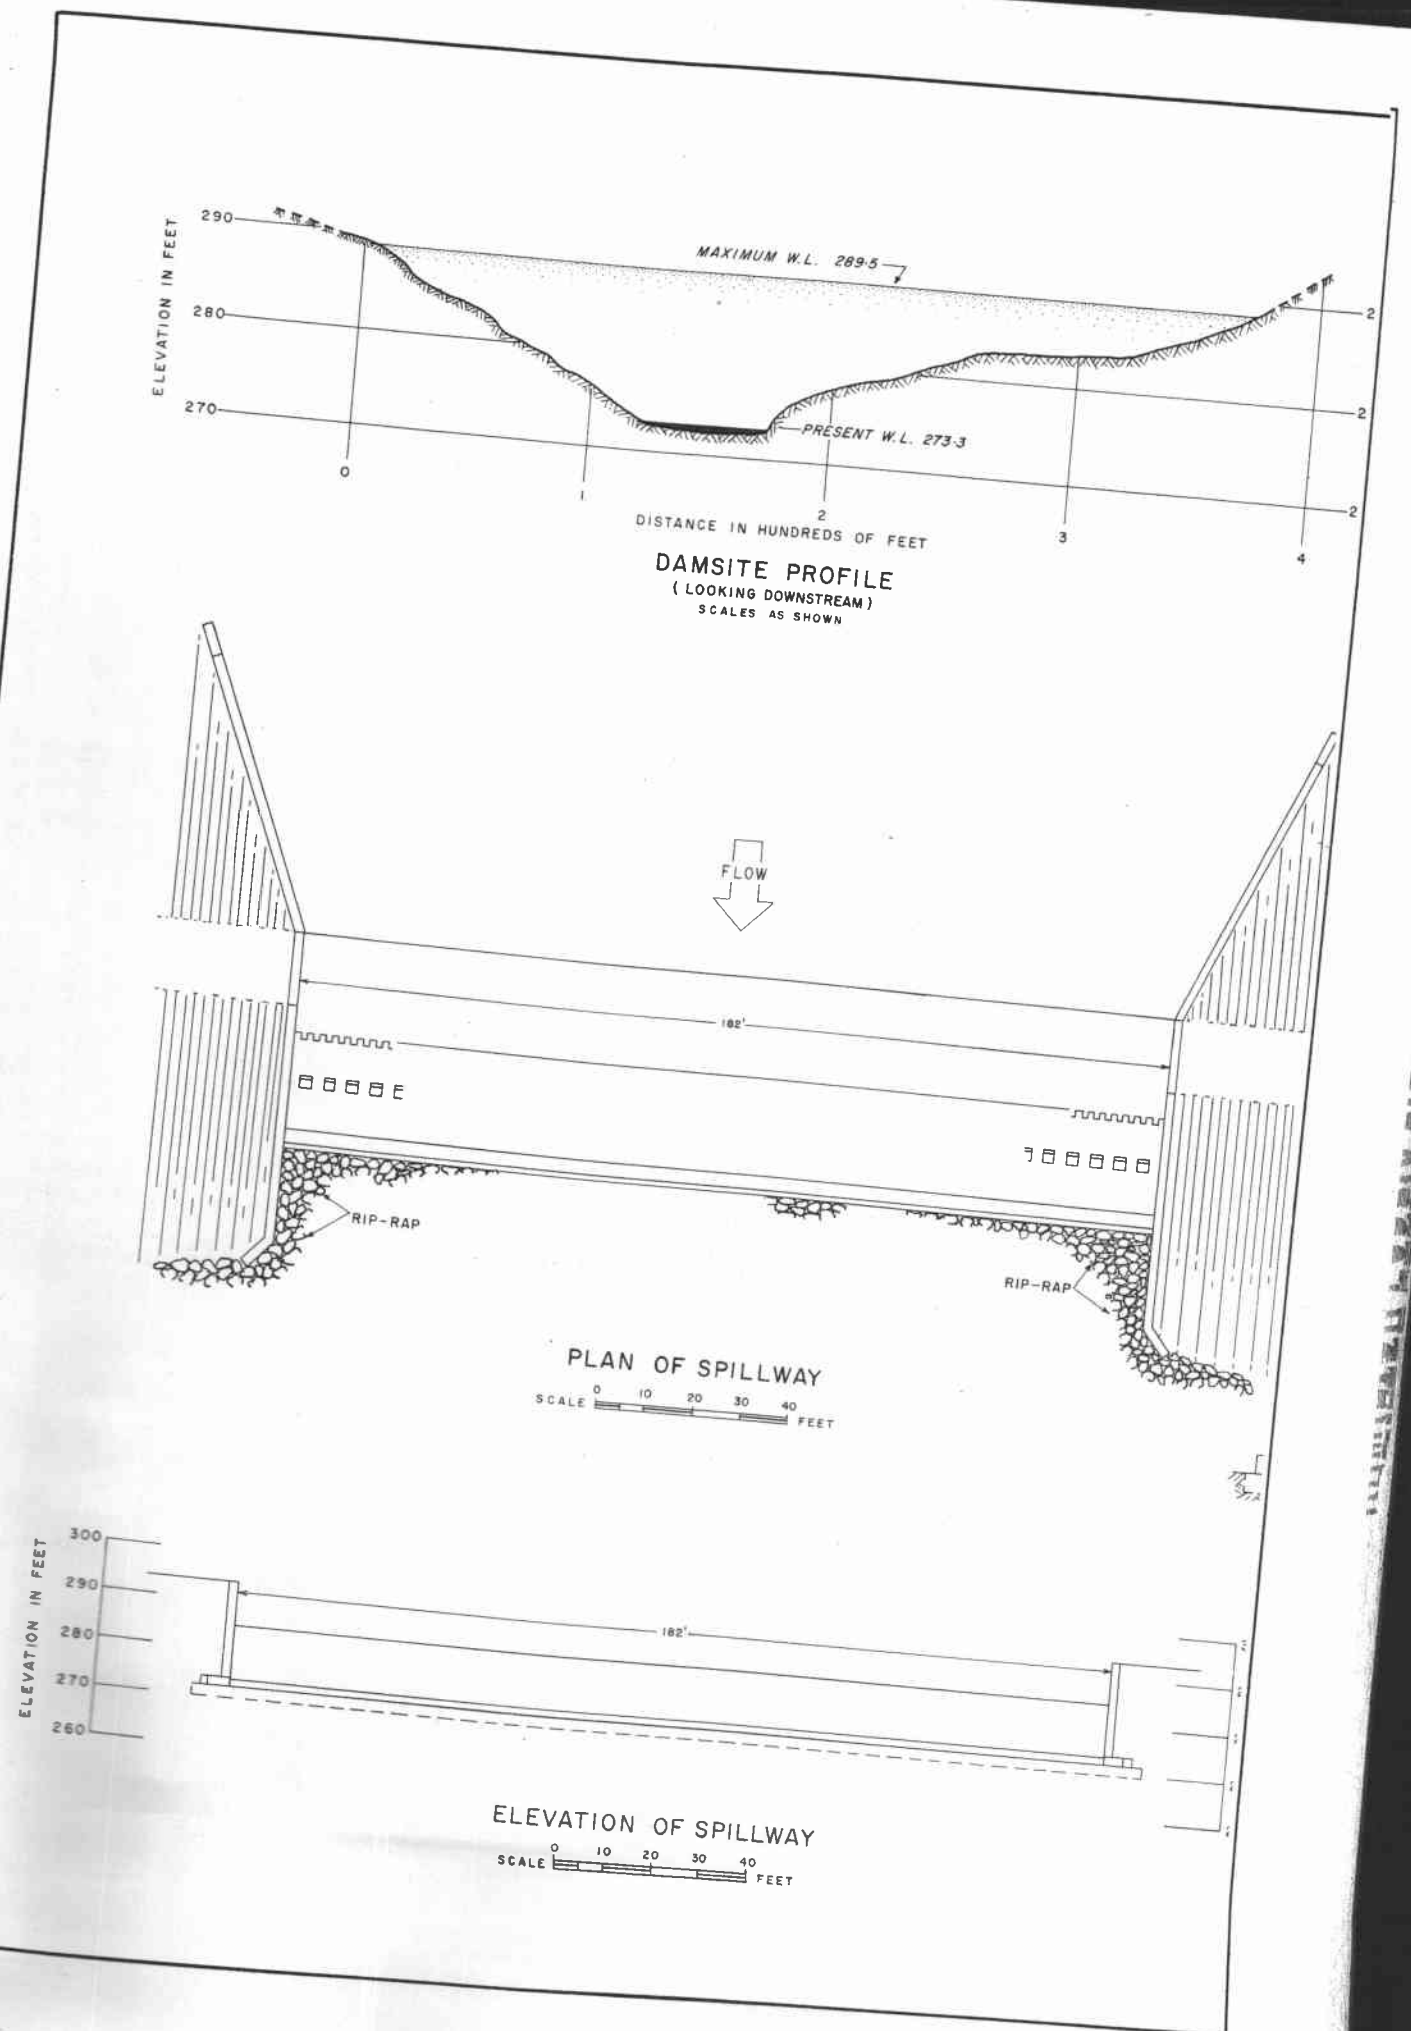 ELEVATION IN FEET
290
280
270
MAXIMUM W.L. 289·5
PRESENT W.L. 273·3
2
2
2
0
1
2
3
4
DISTANCE IN HUNDREDS OF FEET
DAMSITE PROFILE
( LOOKING DOWNSTREAM )
SCALES AS SHOWN
FLOW
182'
RIP-RAP
RIP-RAP
PLAN OF SPILLWAY
SCALE 0 10 20 30 40 FEET
ELEVATION IN FEET
300
290
280
270
260
182'
ELEVATION OF SPILLWAY
SCALE 0 10 20 30 40 FEET